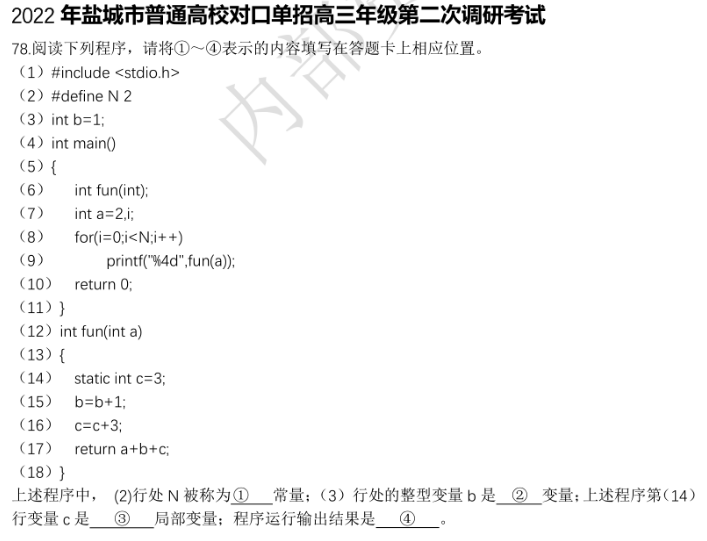 2022 年盐城市普通高校对口单招高三年级第二次调研考试
78.阅读下列程序，请将①～④表示的内容填写在答题卡上相应位置。
（1）#include <stdio.h>
（2）#define N 2
（3）int b=1;
（4）int main()
（5）{
（6） int fun(int);
（7） int a=2,i;
（8） for(i=0;i<N;i++)
（9） printf("%4d",fun(a));
（10） return 0;
（11）}
（12）int fun(int a)
（13）{
（14） static int c=3;
（15） b=b+1;
（16） c=c+3;
（17） return a+b+c;
（18）}
上述程序中， (2)行处 N 被称为①___常量;（3）行处的整型变量 b 是__②__变量; 上述程序第（14）
行变量 c 是___③___局部变量；程序运行输出结果是___④___。
内部